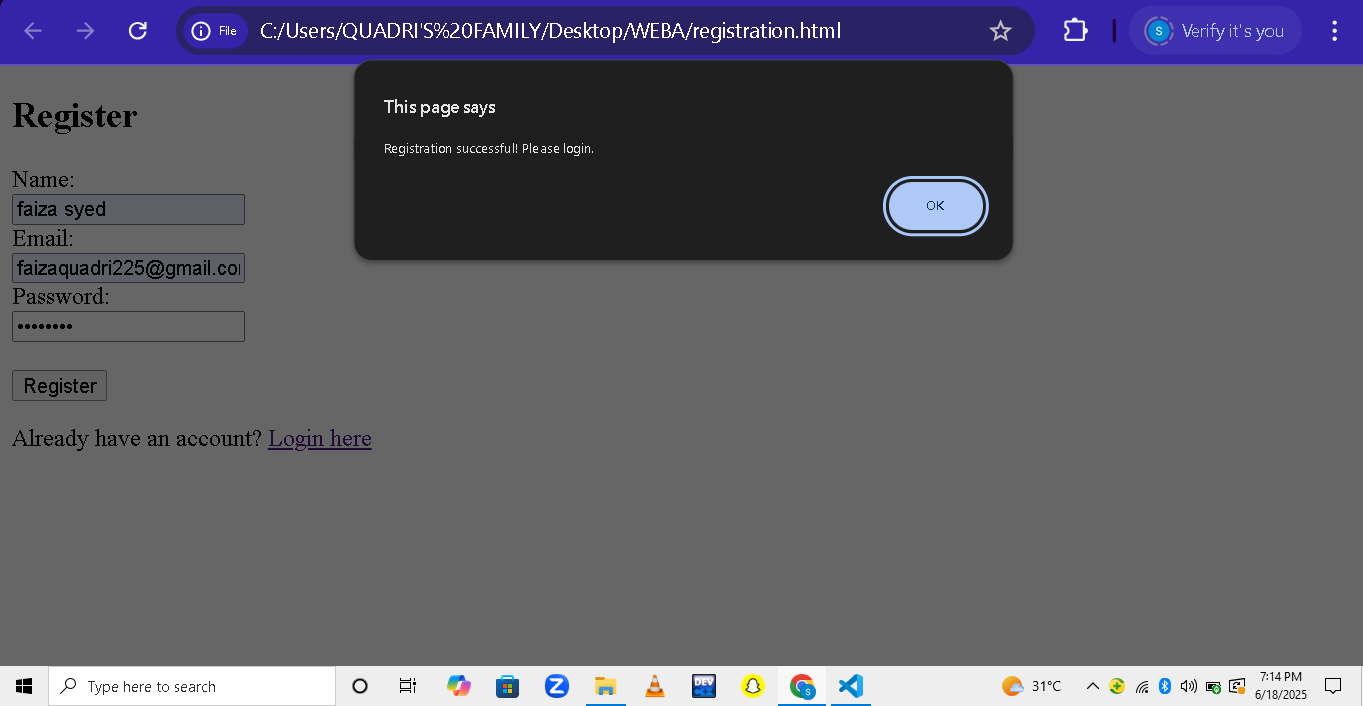 File C:/Users/QUADRI'S%20FAMILY/Desktop/WEBA/registration.html S Verify it's you
This page says
Registration successful! Please login.
OK
Register
Name:
faiza syed
Email:
faizaquadri225@gmail.co
Password:
••••••••
Register
Already have an account? Login here
Type here to search
DEV
31°C
7:14 PM
6/18/2025